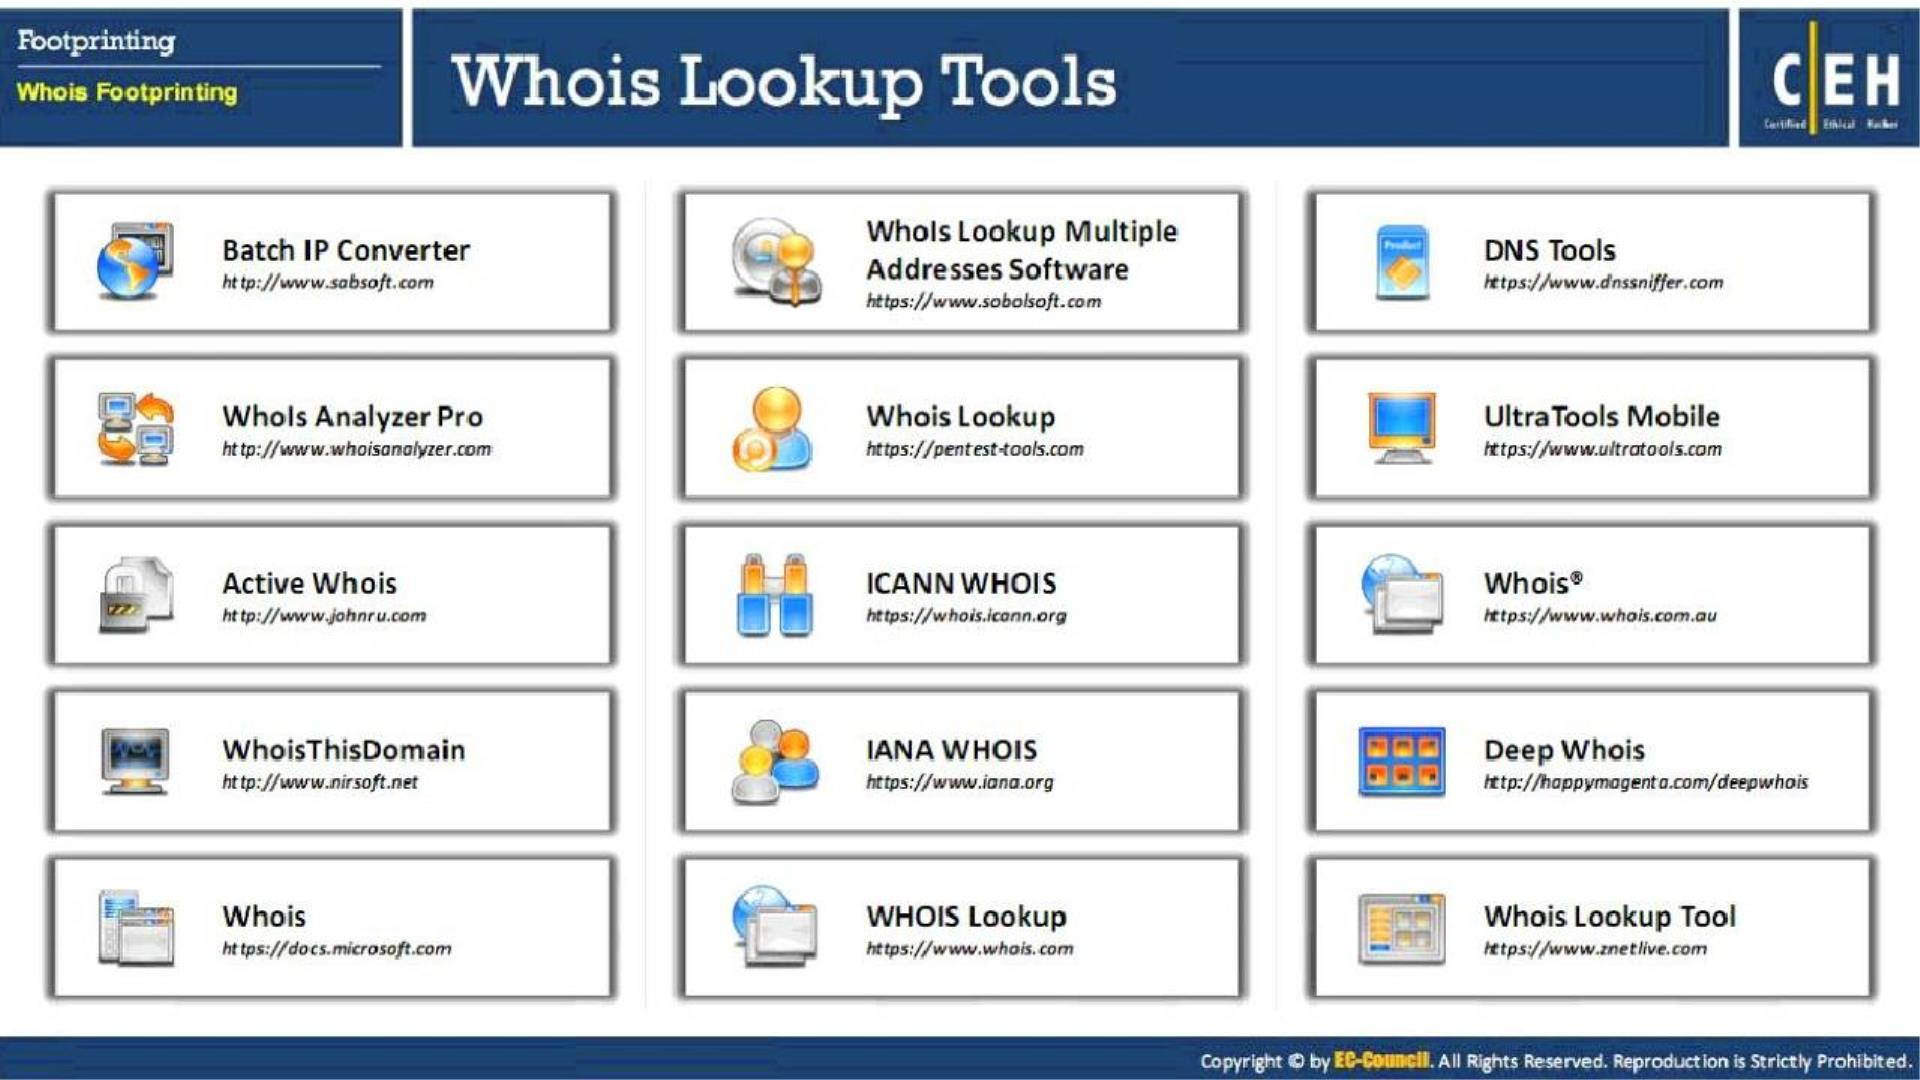 Footprinting
Whois Footprinting
Whois Lookup Tools
C|EH
Certified Ethical Hacker
Batch IP Converter
http://www.sabsoft.com
WhoIs Analyzer Pro
http://www.whoisanalyzer.com
Active Whois
http://www.johnru.com
WhoisThisDomain
http://www.nirsoft.net
Whois
https://docs.microsoft.com
WhoIs Lookup Multiple
Addresses Software
https://www.sobolsoft.com
Whois Lookup
https://pentest-tools.com
ICANN WHOIS
https://whois.icann.org
IANA WHOIS
https://www.iana.org
WHOIS Lookup
https://www.whois.com
Product
DNS Tools
https://www.dnssniffer.com
UltraTools Mobile
https://www.ultratools.com
Whois®
https://www.whois.com.au
Deep Whois
http://happymagenta.com/deepwhois
Whois Lookup Tool
https://www.znetlive.com
Copyright © by EC-Council. All Rights Reserved. Reproduction is Strictly Prohibited.